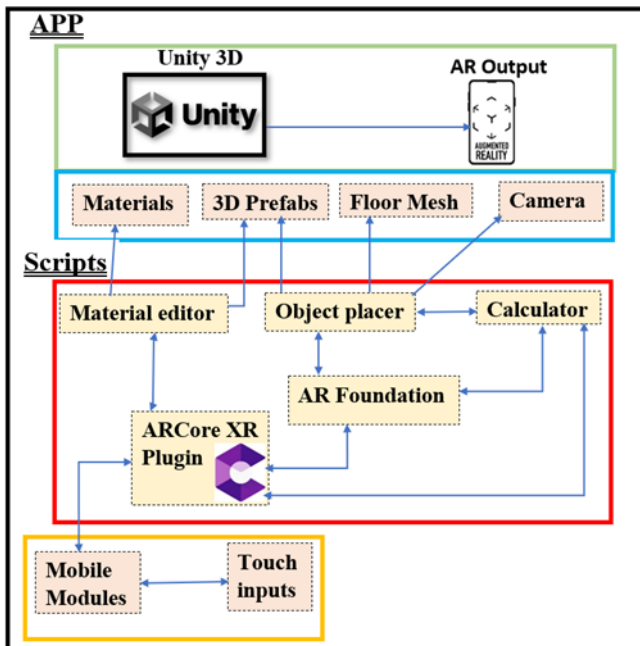 APP
Unity 3D
Unity
AR Output
AUGMENTED
REALITY
Materials
3D Prefabs
Floor Mesh
Camera
Scripts
Material editor
Object placer
Calculator
AR Foundation
ARCore XR
Plugin
Mobile
Modules
Touch
inputs